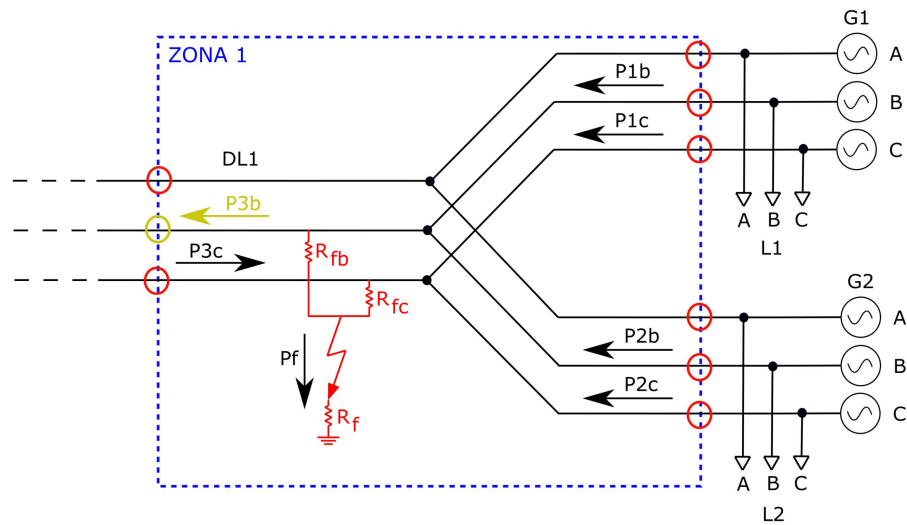 G1
ZONA 1
A
P1b
B
P1c
C
DL1
P3b
A B C
L1
P3c
Rfb
Rfc
G2
A
Pf
P2b
B
P2c
C
Rf
A B C
L2